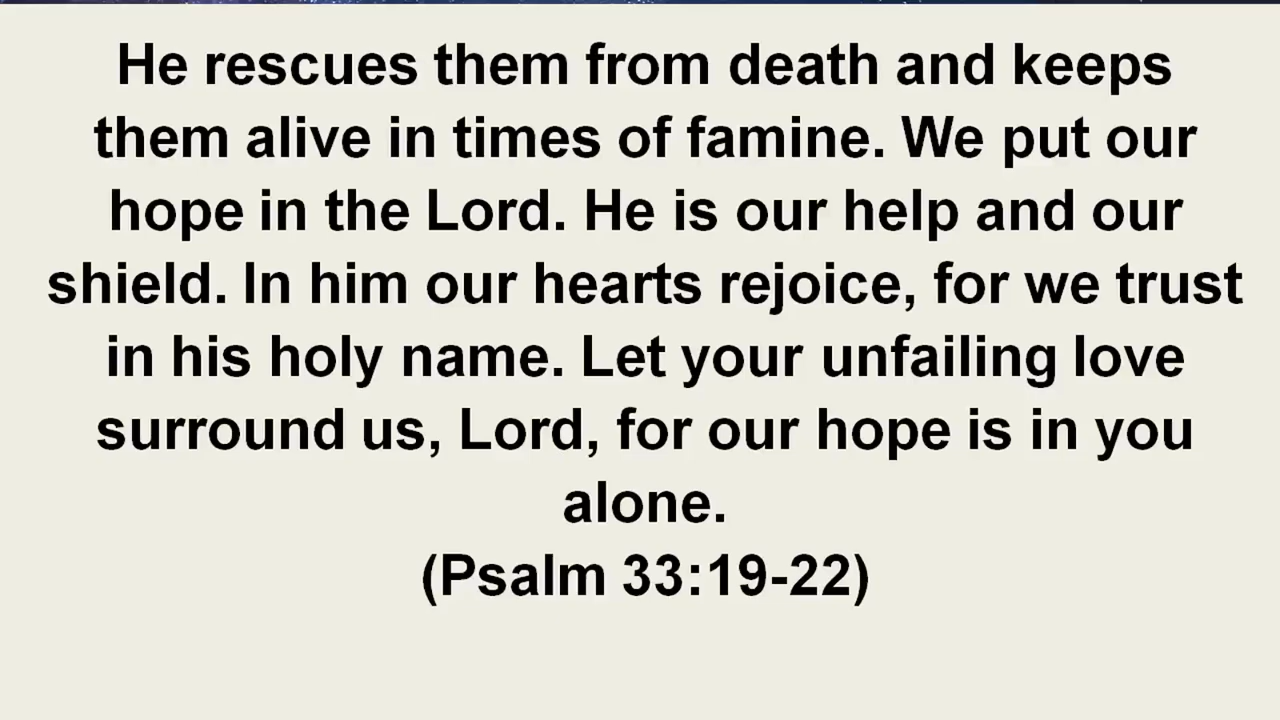 He rescues them from death and keeps
them alive in times of famine. We put our
hope in the Lord. He is our help and our
shield. In him our hearts rejoice, for we trust
in his holy name. Let your unfailing love
surround us, Lord, for our hope is in you
alone.
(Psalm 33:19-22)